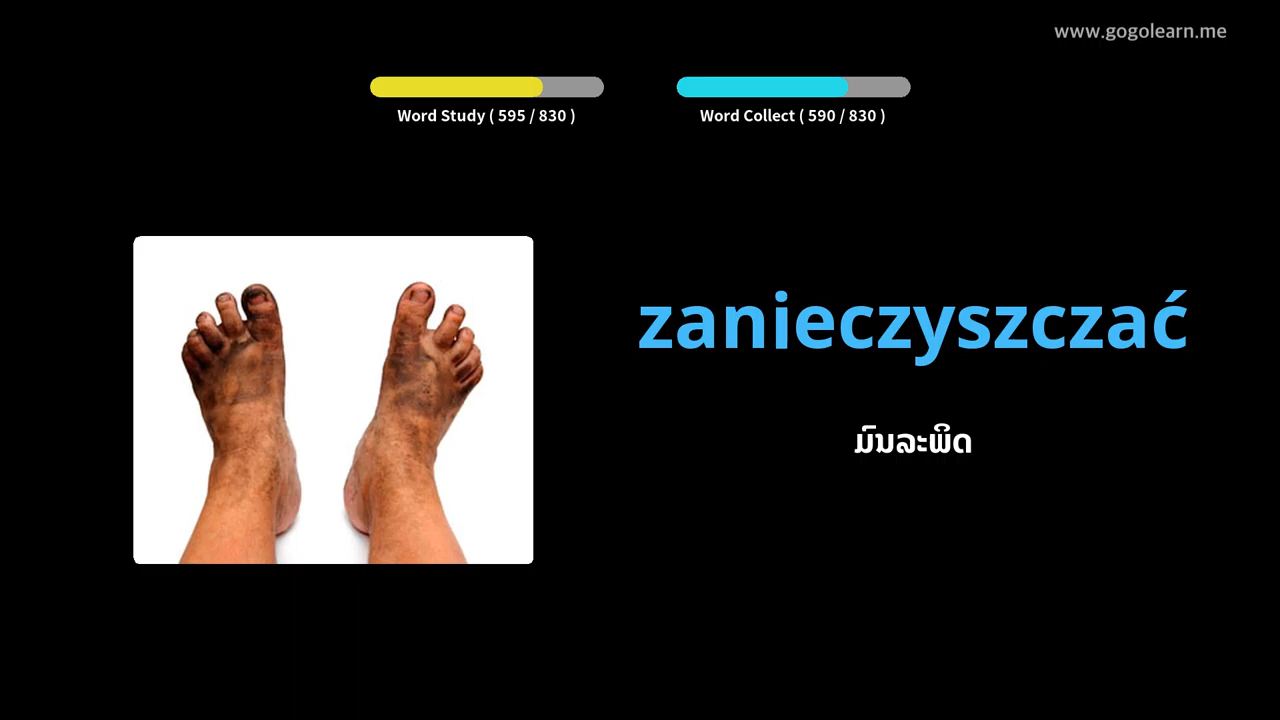 www.gogolearn.me
Word Study ( 595 / 830 )
Word Collect ( 590 / 830 )
zanieczyszczać
ມົນລະພິດ